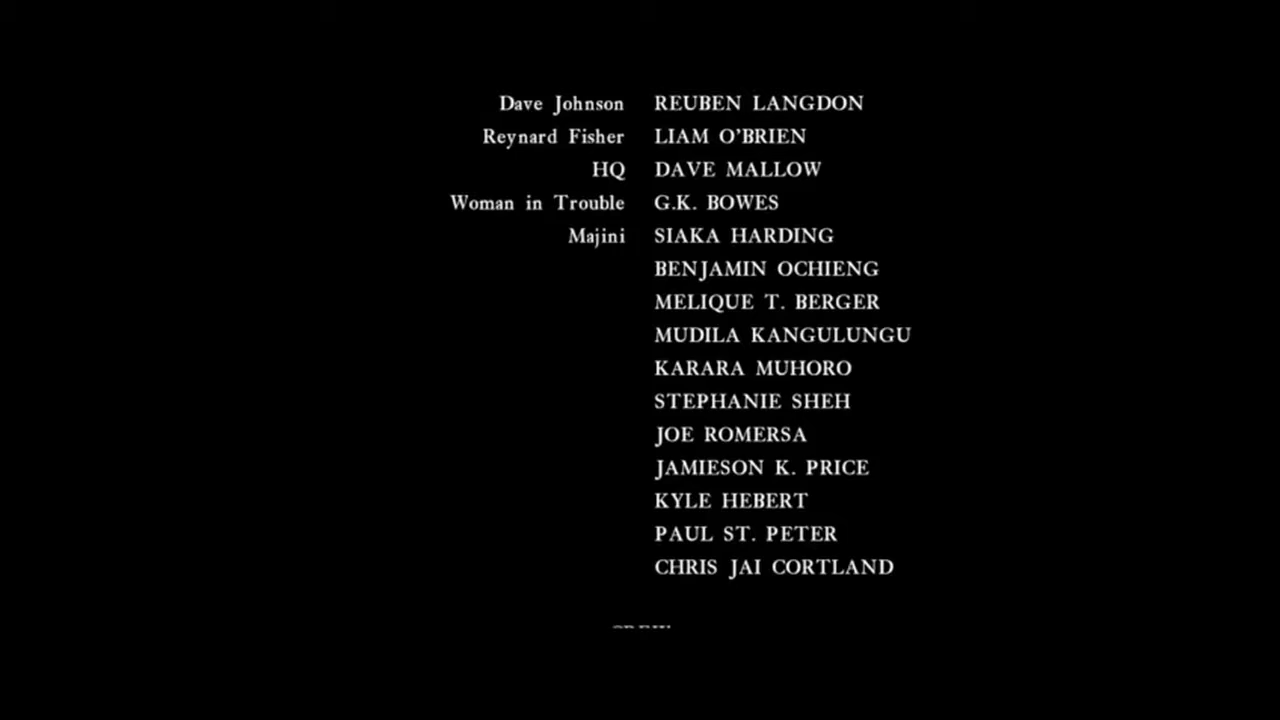 Dave Johnson REUBEN LANGDON
Reynard Fisher LIAM O'BRIEN
HQ DAVE MALLOW
Woman in Trouble G.K. BOWES
Majini SIAKA HARDING
BENJAMIN OCHIENG
MELIQUE T. BERGER
MUDILA KANGULUNGU
KARARA MUHORO
STEPHANIE SHEH
JOE ROMERSA
JAMIESON K. PRICE
KYLE HEBERT
PAUL ST. PETER
CHRIS JAI CORTLAND